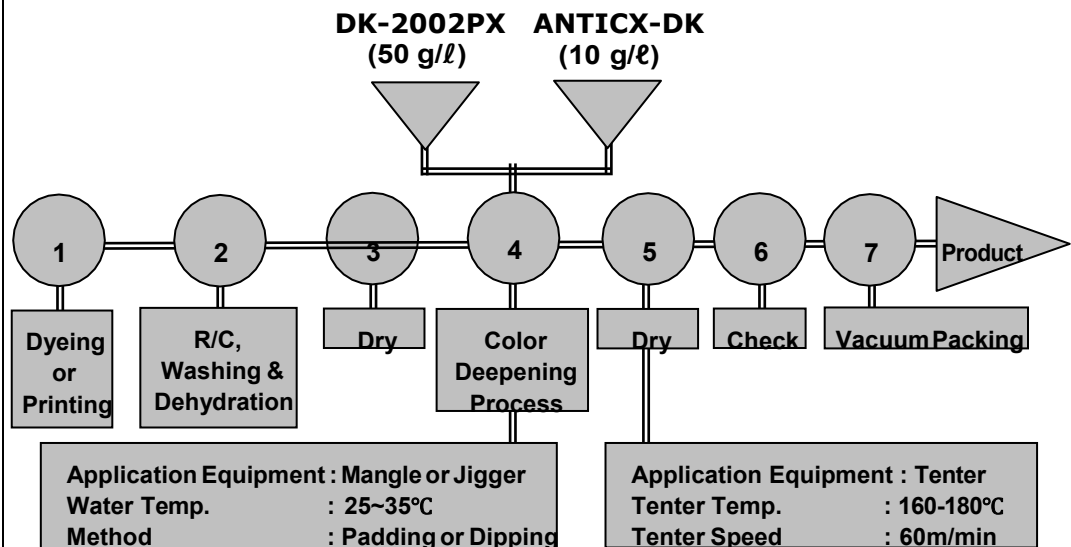 DK-2002PX ANTICX-DK
(50 g/ℓ) (10 g/ℓ)
1 2 3 4 5 6 7 Product
Dyeing
or
Printing
R/C,
Washing &
Dehydration
Dry
Color
Deepening
Process
Dry
Check
Vacuum Packing
Application Equipment : Mangle or Jigger
Water Temp. : 25~35℃
Method : Padding or Dipping
Application Equipment : Tenter
Tenter Temp. : 160-180℃
Tenter Speed : 60m/min